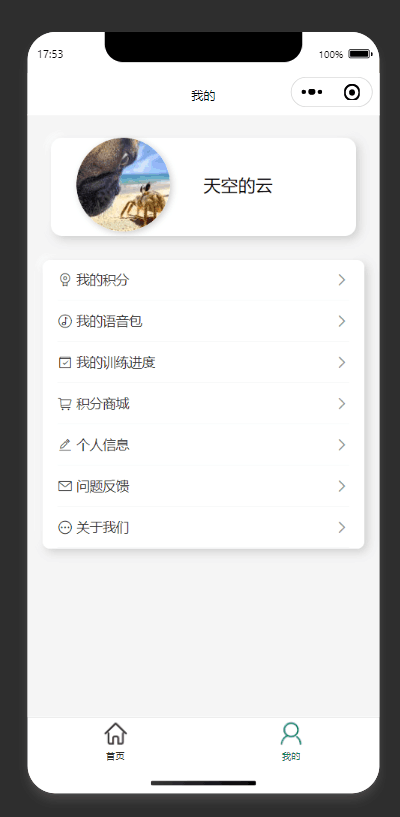 17:53
100%
我的
天空的云
我的积分
我的语音包
我的训练进度
积分商城
个人信息
问题反馈
关于我们
首页
我的